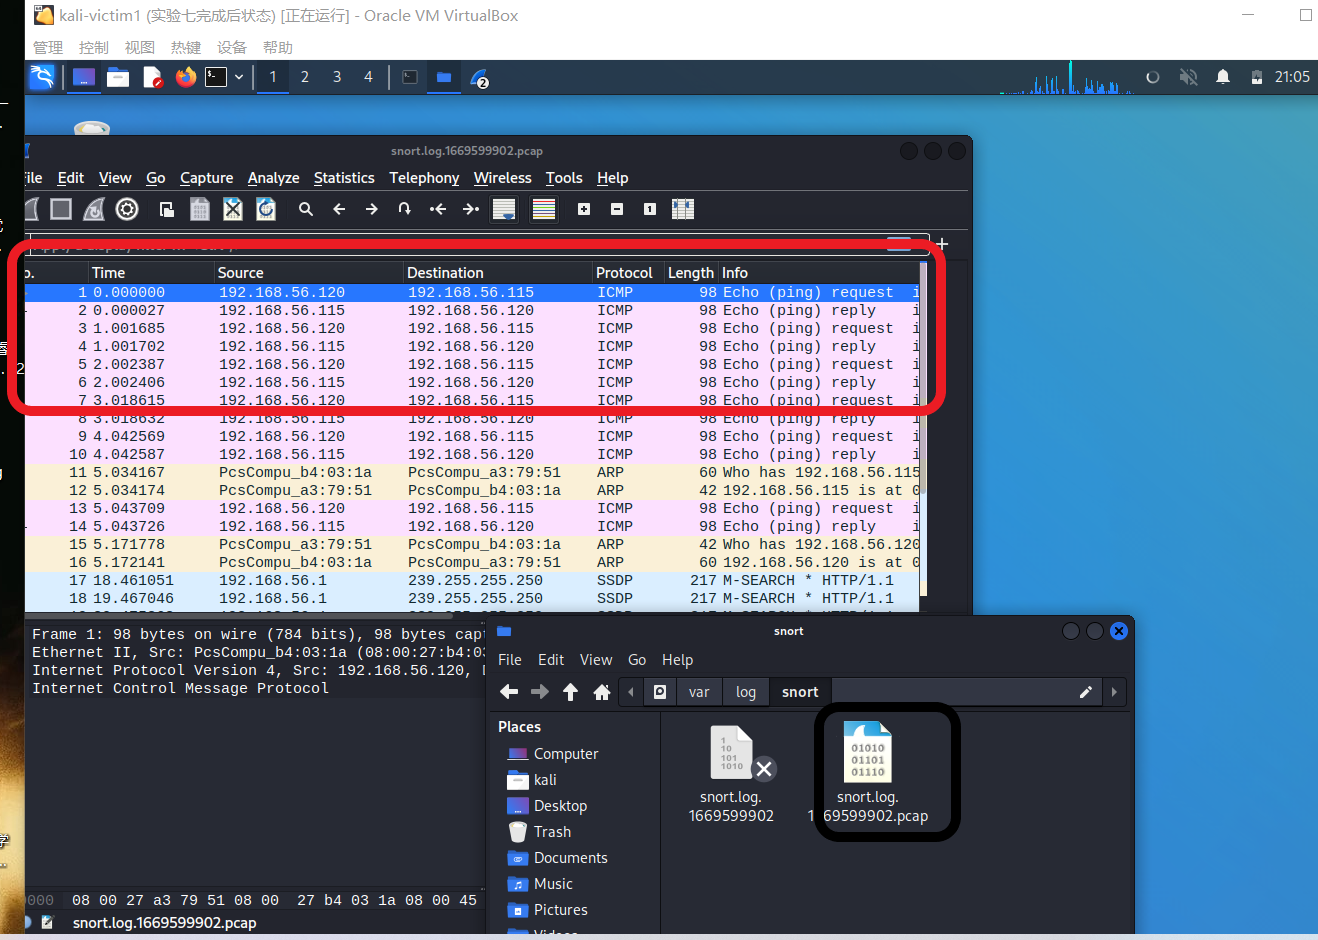 kali-victim1 (实验七完成后状态) [正在运行] - Oracle VM VirtualBox
管理 控制 视图 热键 设备 帮助
1 2 3 4 2 21:05
snort.log.1669599902.pcap
File Edit View Go Capture Analyze Statistics Telephony Wireless Tools Help
o. Time Source Destination Protocol Length Info
1 0.000000 192.168.56.120 192.168.56.115 ICMP 98 Echo (ping) request i
2 0.000027 192.168.56.115 192.168.56.120 ICMP 98 Echo (ping) reply i
3 1.001685 192.168.56.120 192.168.56.115 ICMP 98 Echo (ping) request i
4 1.001702 192.168.56.115 192.168.56.120 ICMP 98 Echo (ping) reply i
5 2.002387 192.168.56.120 192.168.56.115 ICMP 98 Echo (ping) request i
6 2.002406 192.168.56.115 192.168.56.120 ICMP 98 Echo (ping) reply i
7 3.018615 192.168.56.120 192.168.56.115 ICMP 98 Echo (ping) request i
8 3.018632 192.168.56.115 192.168.56.120 ICMP 98 Echo (ping) reply i
9 4.042569 192.168.56.120 192.168.56.115 ICMP 98 Echo (ping) request i
10 4.042587 192.168.56.115 192.168.56.120 ICMP 98 Echo (ping) reply i
11 5.034167 PcsCompu_b4:03:1a PcsCompu_a3:79:51 ARP 60 Who has 192.168.56.115
12 5.034174 PcsCompu_a3:79:51 PcsCompu_b4:03:1a ARP 42 192.168.56.115 is at 0
13 5.043709 192.168.56.120 192.168.56.115 ICMP 98 Echo (ping) request i
14 5.043726 192.168.56.115 192.168.56.120 ICMP 98 Echo (ping) reply i
15 5.171778 PcsCompu_a3:79:51 PcsCompu_b4:03:1a ARP 42 Who has 192.168.56.120
16 5.172141 PcsCompu_b4:03:1a PcsCompu_a3:79:51 ARP 60 192.168.56.120 is at 0
17 18.461051 192.168.56.1 239.255.255.250 SSDP 217 M-SEARCH * HTTP/1.1
18 19.467046 192.168.56.1 239.255.255.250 SSDP 217 M-SEARCH * HTTP/1.1
Frame 1: 98 bytes on wire (784 bits), 98 bytes capt
Ethernet II, Src: PcsCompu_b4:03:1a (08:00:27:b4:03
Internet Protocol Version 4, Src: 192.168.56.120, D
Internet Control Message Protocol
0000 08 00 27 a3 79 51 08 00 27 b4 03 1a 08 00 45
snort.log.1669599902.pcap
snort
File Edit View Go Help
var log snort
Places
Computer
kali
Desktop
Trash
Documents
Music
Pictures
Videos
1
10
101
1010
snort.log.
1669599902
01010
01101
01110
snort.log.
1669599902.pcap